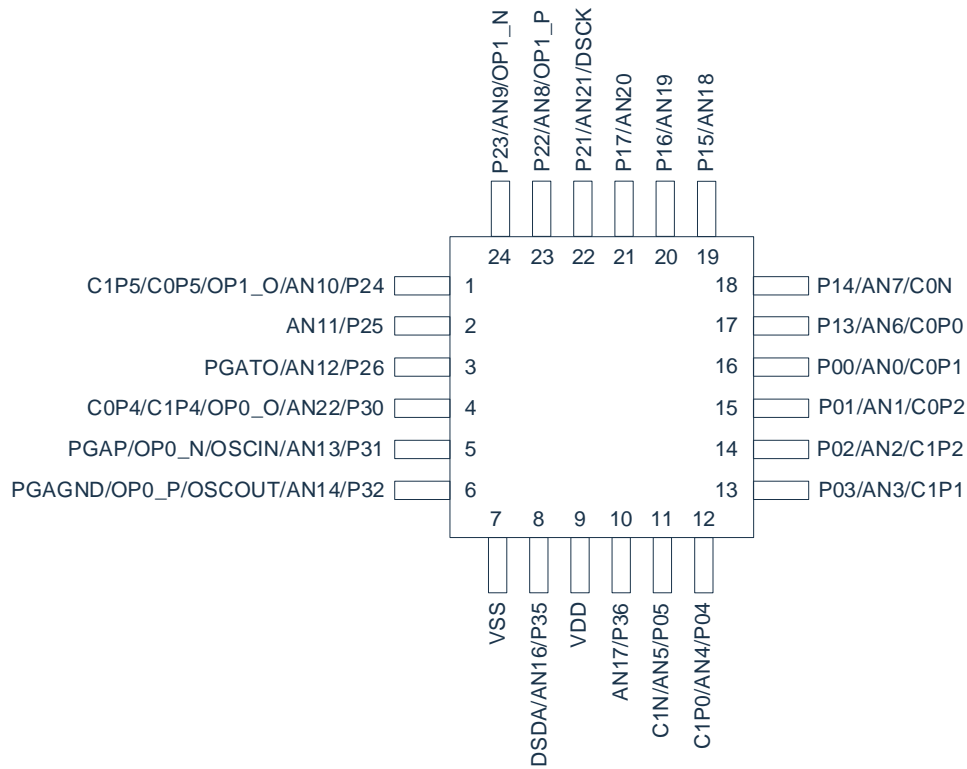 P23/AN9/OP1_N
P22/AN8/OP1_P
P21/AN21/DSCK
P17/AN20
P16/AN19
P15/AN18
24 23 22 21 20 19
C1P5/C0P5/OP1_O/AN10/P24 1 18 P14/AN7/C0N
AN11/P25 2 17 P13/AN6/C0P0
PGATO/AN12/P26 3 16 P00/AN0/C0P1
C0P4/C1P4/OP0_O/AN22/P30 4 15 P01/AN1/C0P2
PGAP/OP0_N/OSCIN/AN13/P31 5 14 P02/AN2/C1P2
PGAGND/OP0_P/OSCOUT/AN14/P32 6 13 P03/AN3/C1P1
7 8 9 10 11 12
VSS
DSDA/AN16/P35
VDD
AN17/P36
C1N/AN5/P05
C1P0/AN4/P04